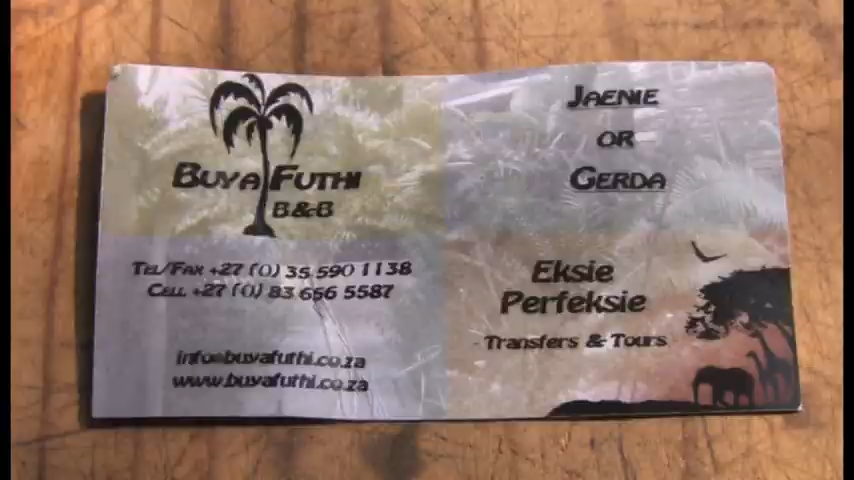 BUYA FUTHI
B&B
TEL/FAX +27 (0) 35 590 1138
CELL +27 (0) 83 656 5587
info@buyafuthi.co.za
www.buyafuthi.co.za
JAENIE
OR
GERDA
Eksie
Perfeksie
- Transfers & Tours